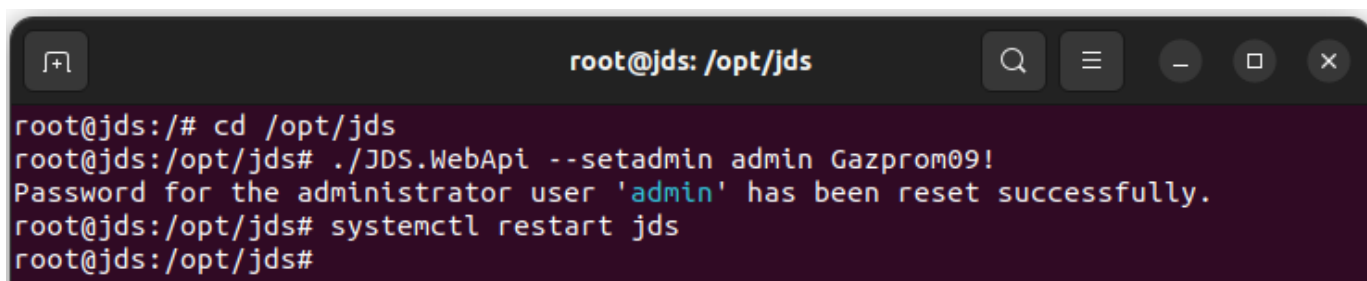 root@jds: /opt/jds
root@jds:/# cd /opt/jds
root@jds:/opt/jds# ./JDS.WebApi --setadmin admin Gazprom09!
Password for the administrator user 'admin' has been reset successfully.
root@jds:/opt/jds# systemctl restart jds
root@jds:/opt/jds#